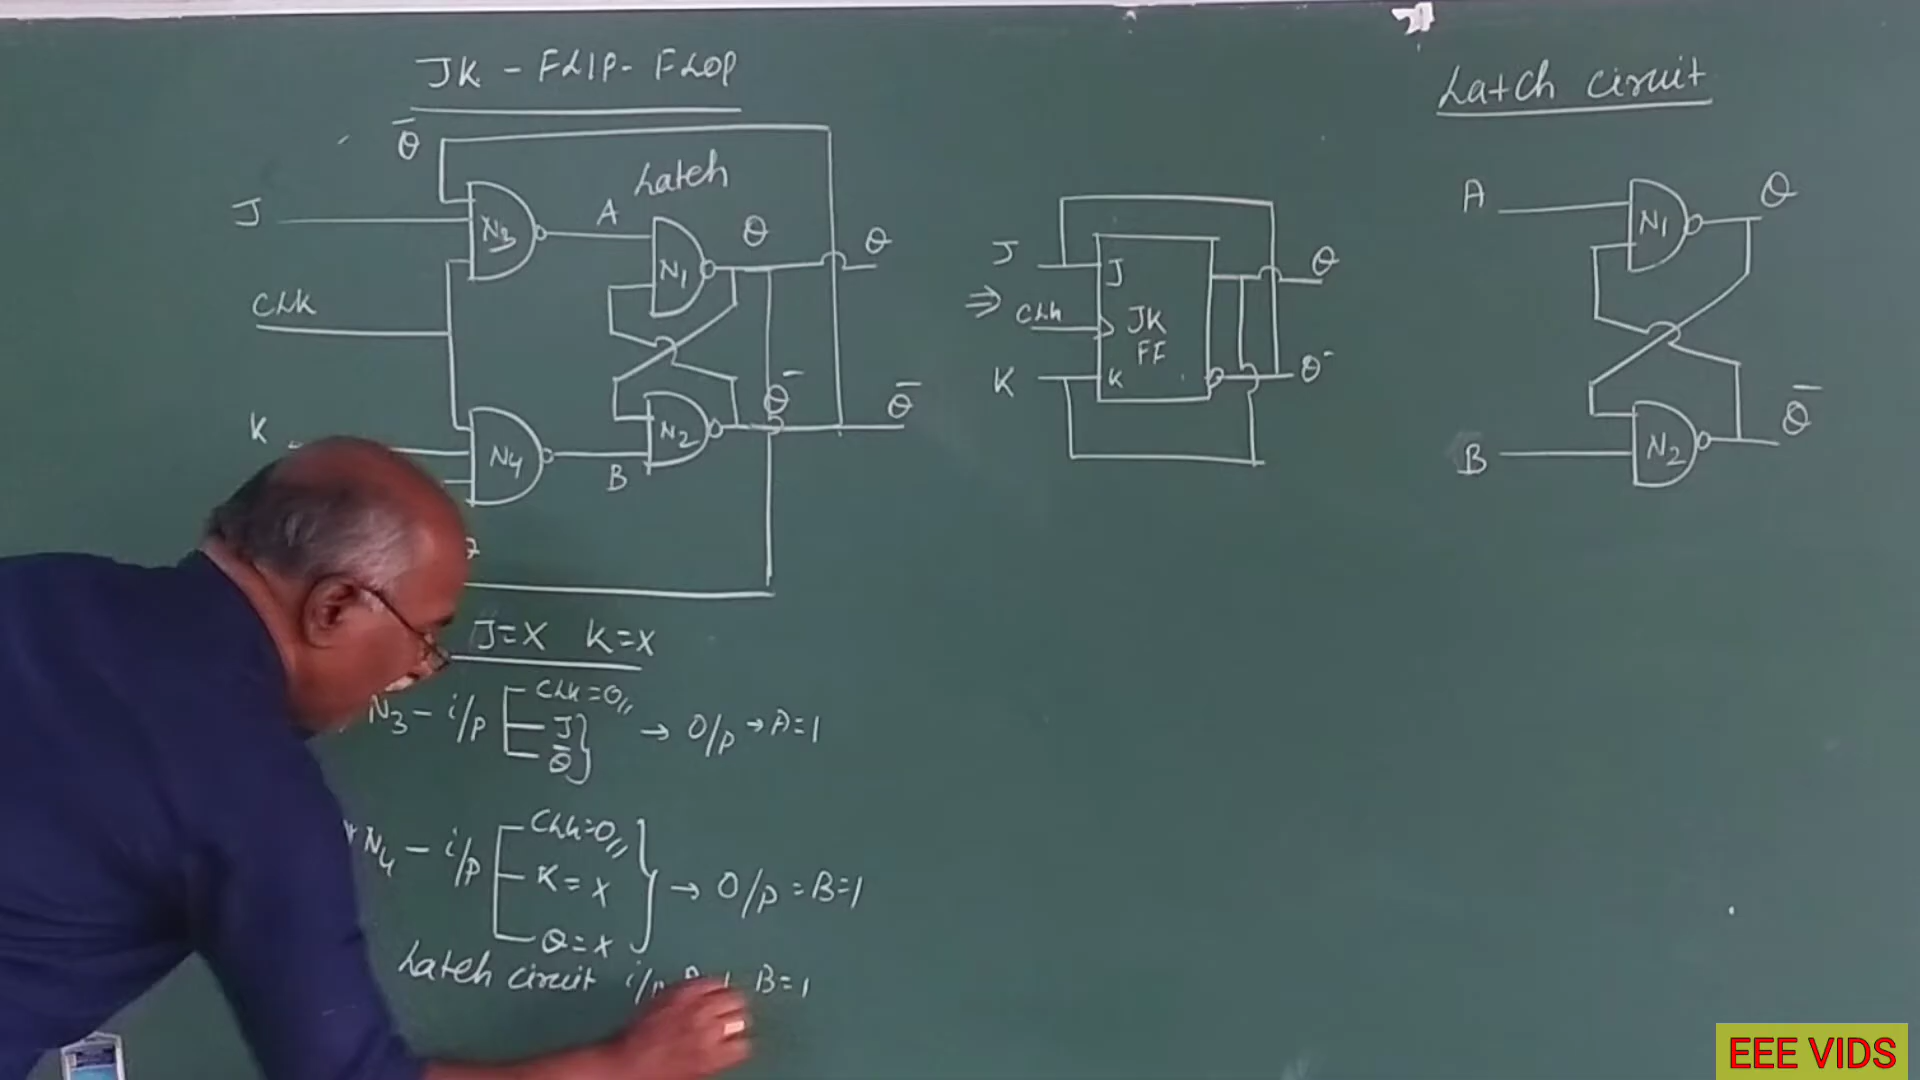 JK - FLIP - FLOP
Q̅
J
CLK
K
N3
A
Latch
N1
Q
Q
N4
B
N2
Q̅
Q̅
J
CLK
K
J
JK
FF
K
Q
Q̅
⇒
Latch circuit
A
N1
Q
B
N2
Q̅
J=X K=X
N3 - i/p CLK=0,, J Q̅ → O/p → A=1
* N4 - i/p CLK=0,, K=X Q=X → O/p = B=1
Latch circuit i/p B=1
EEE VIDS